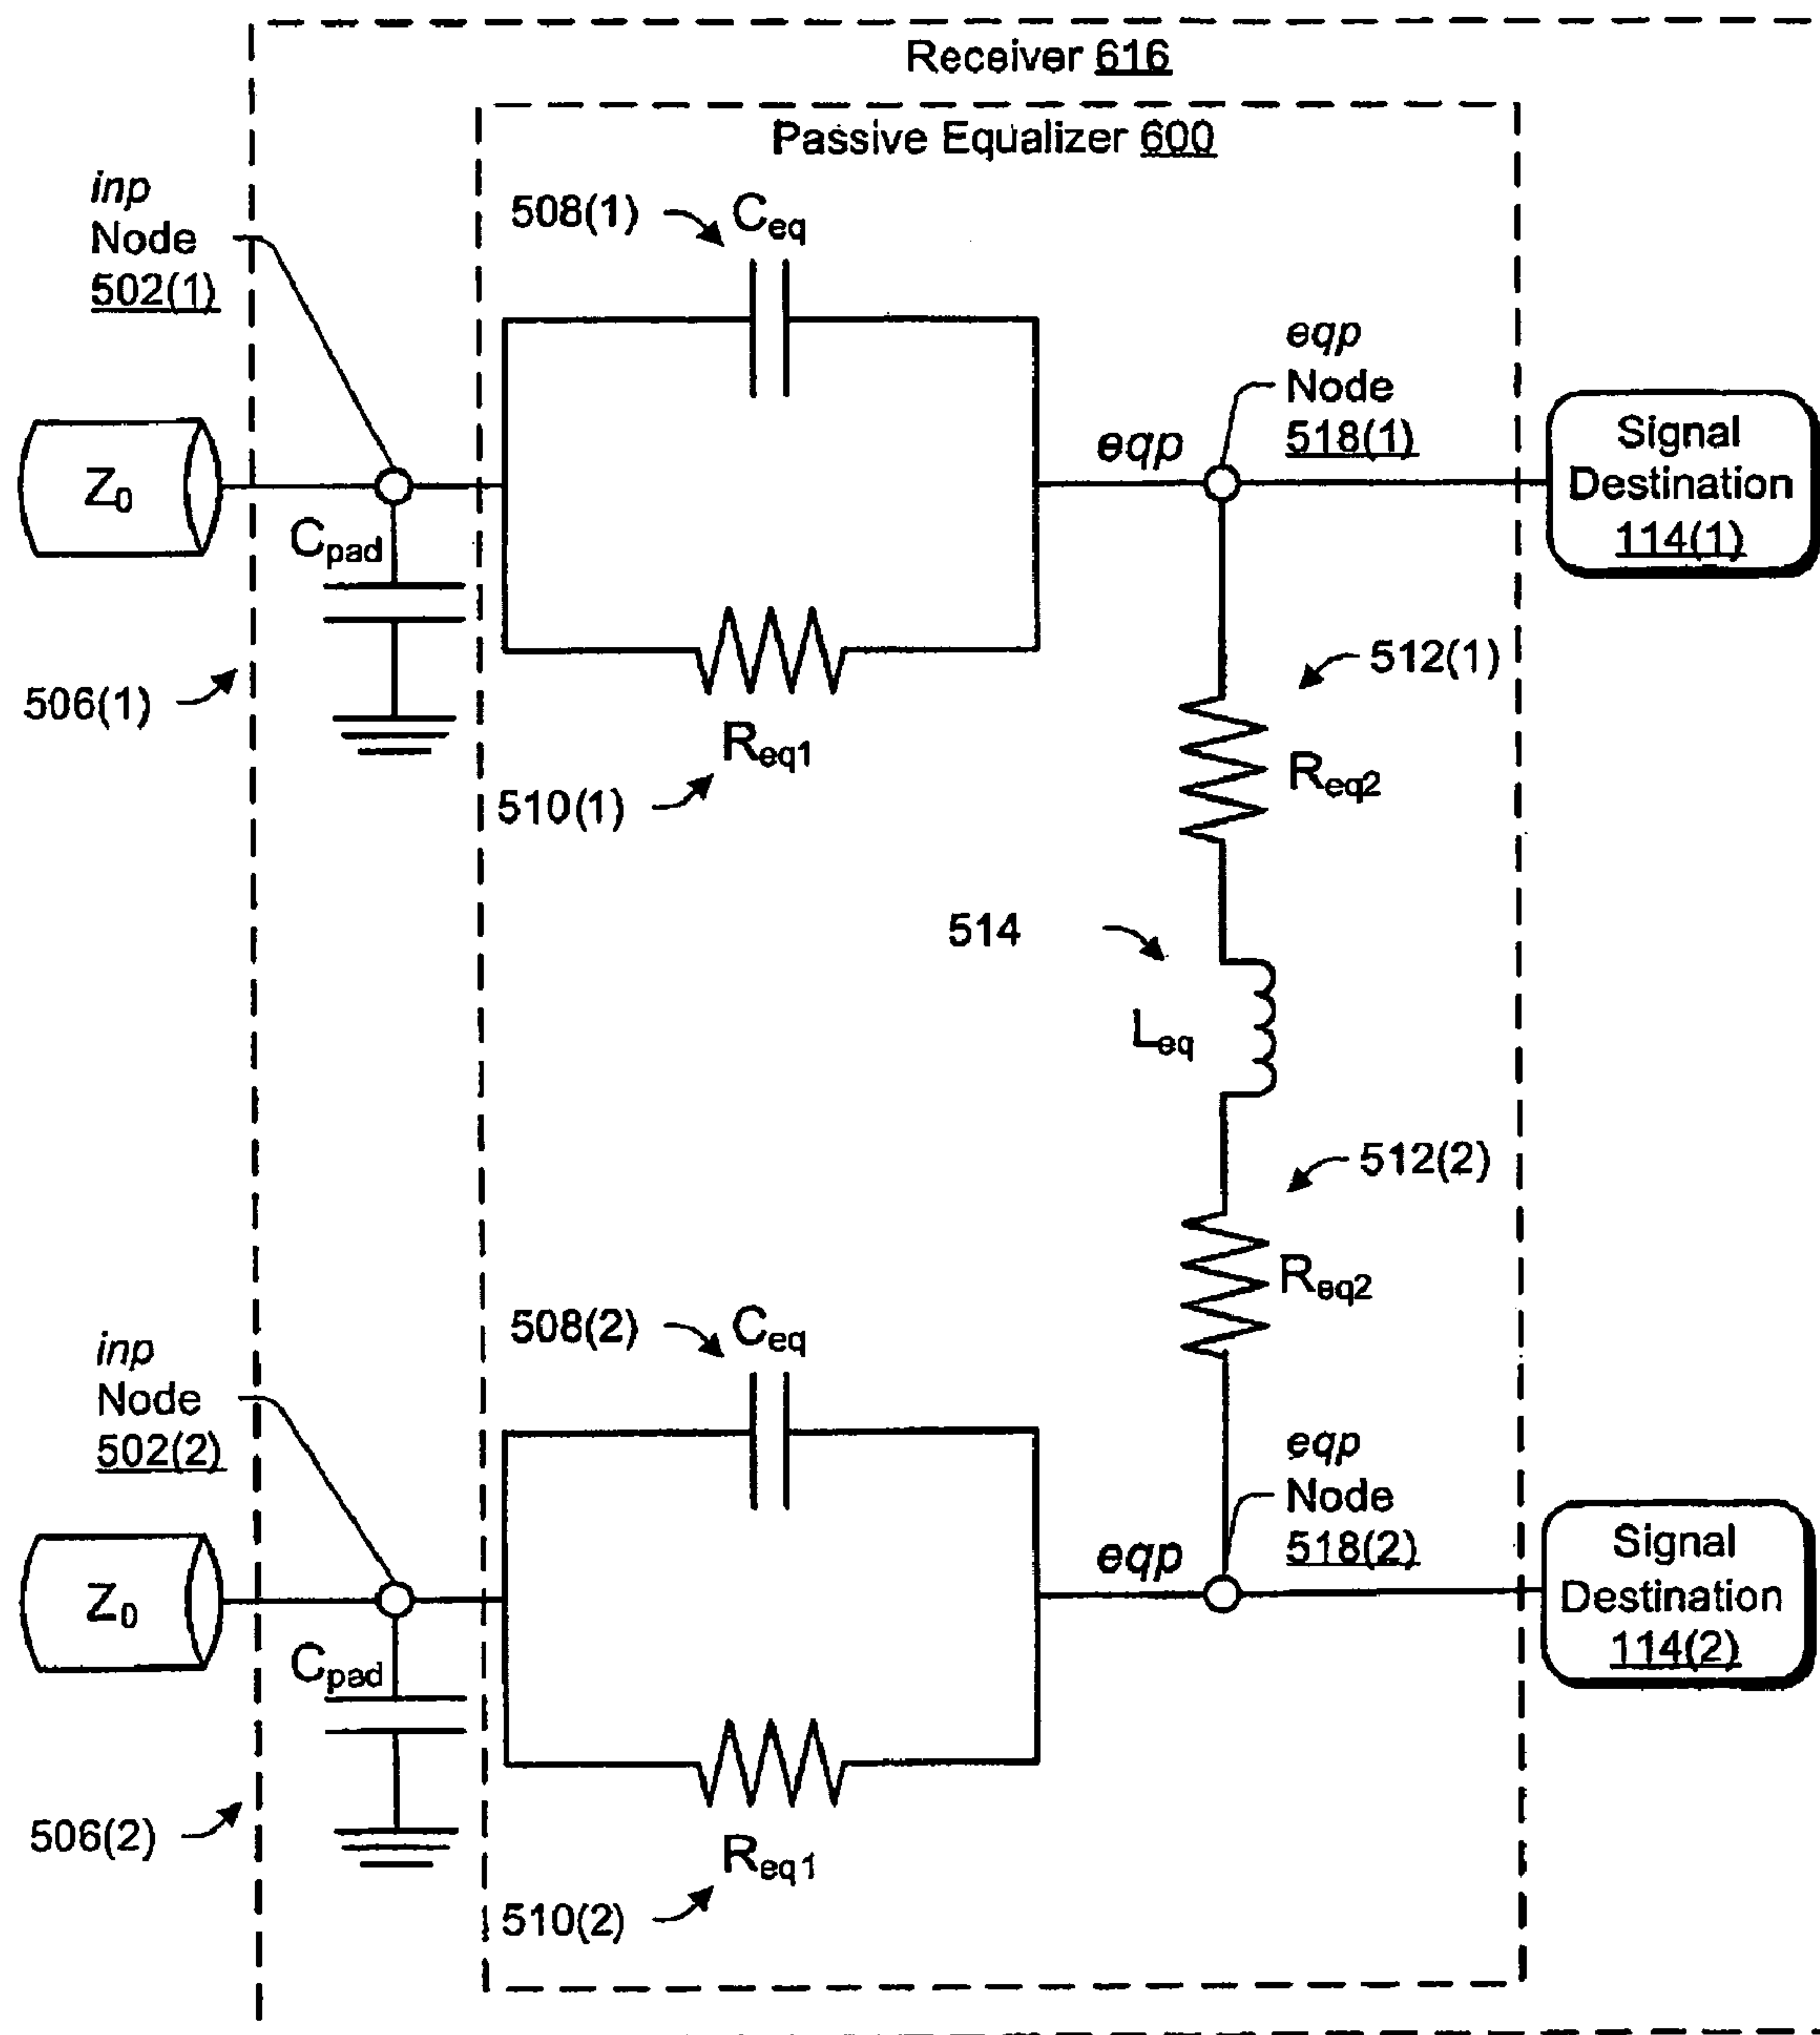 Receiver 616
Passive Equalizer 600
inp
Node
502(1)
508(1)
Ceq
eqp
Node
518(1)
eqp
Z0
Signal
Destination
114(1)
Cpad
506(1)
Req1
510(1)
512(1)
Req2
514
Leq
512(2)
Req2
inp
Node
502(2)
508(2)
Ceq
eqp
Node
518(2)
eqp
Z0
Signal
Destination
114(2)
Cpad
506(2)
Req1
510(2)